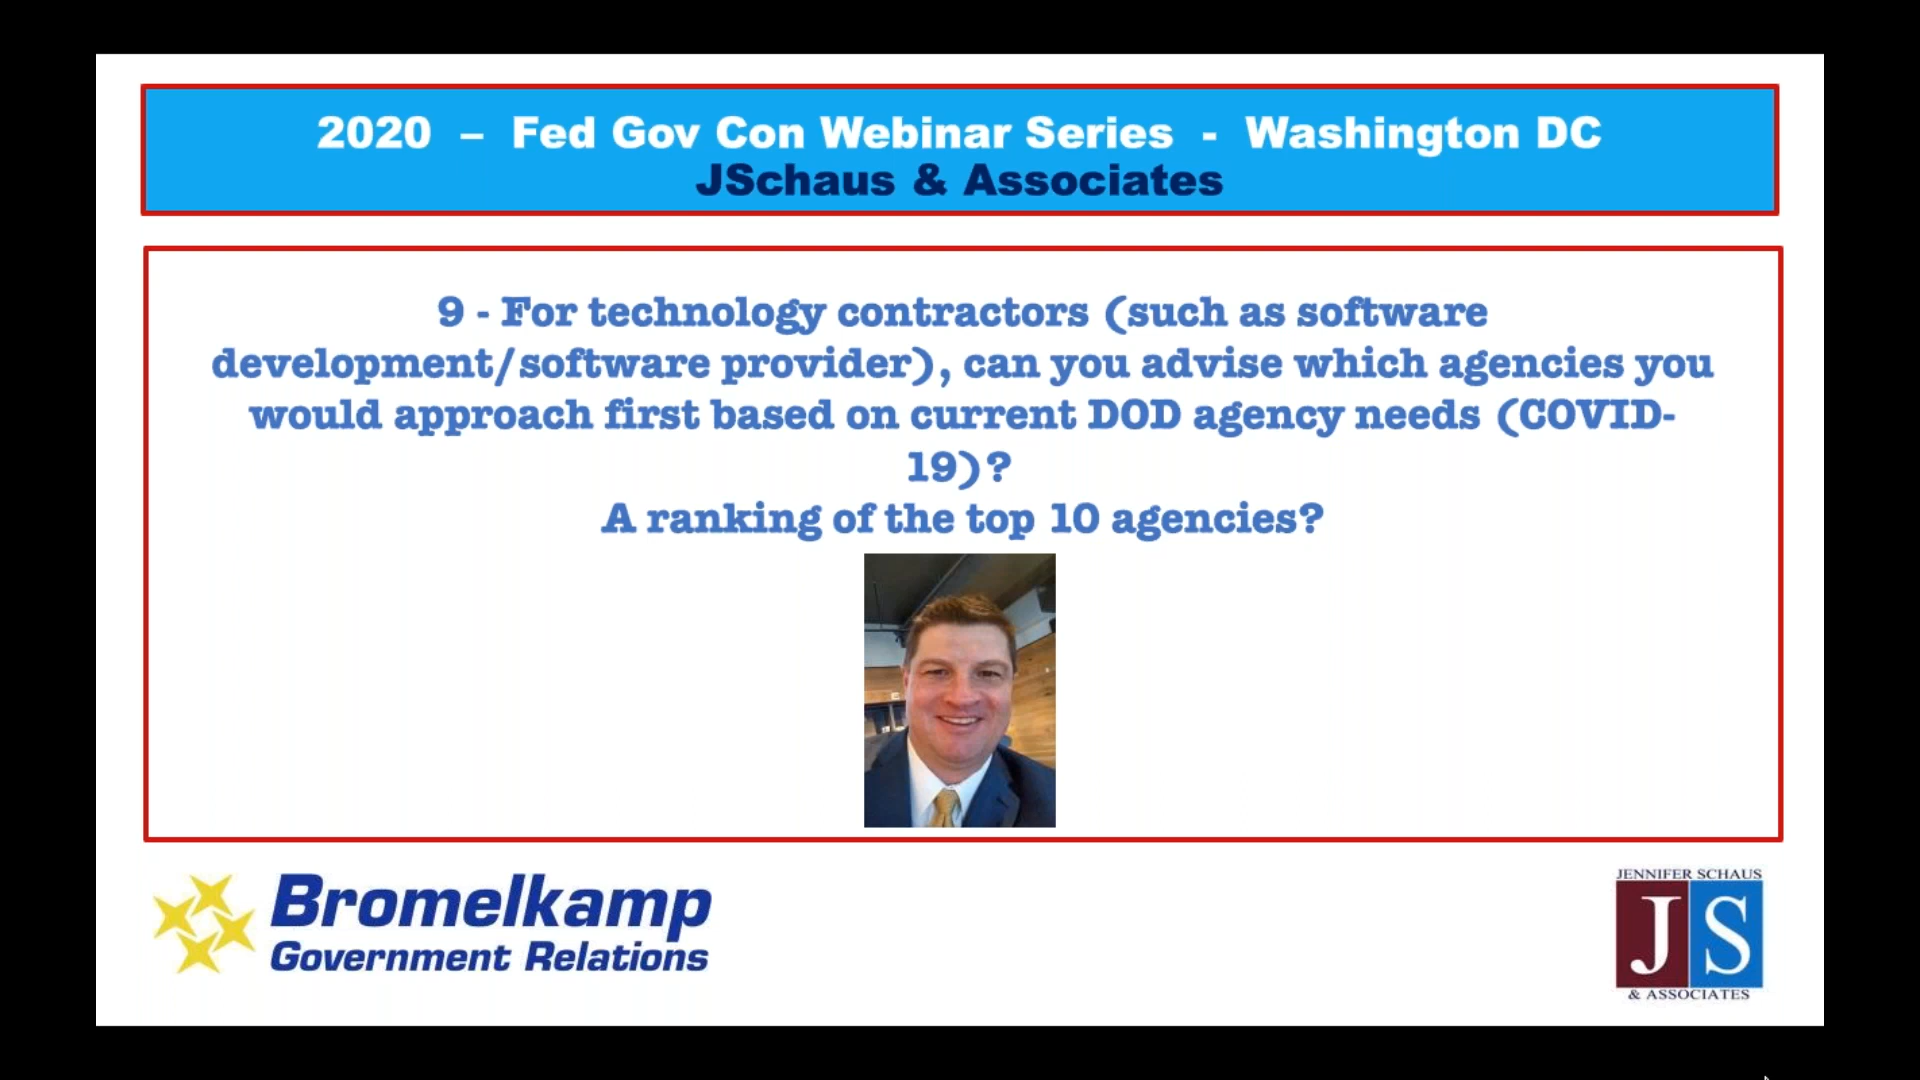 2020 – Fed Gov Con Webinar Series - Washington DC
JSchaus & Associates
9 - For technology contractors (such as software
development/software provider), can you advise which agencies you
would approach first based on current DOD agency needs (COVID-
19)?
A ranking of the top 10 agencies?
Bromelkamp
Government Relations
JENNIFER SCHAUS
JS
& ASSOCIATES